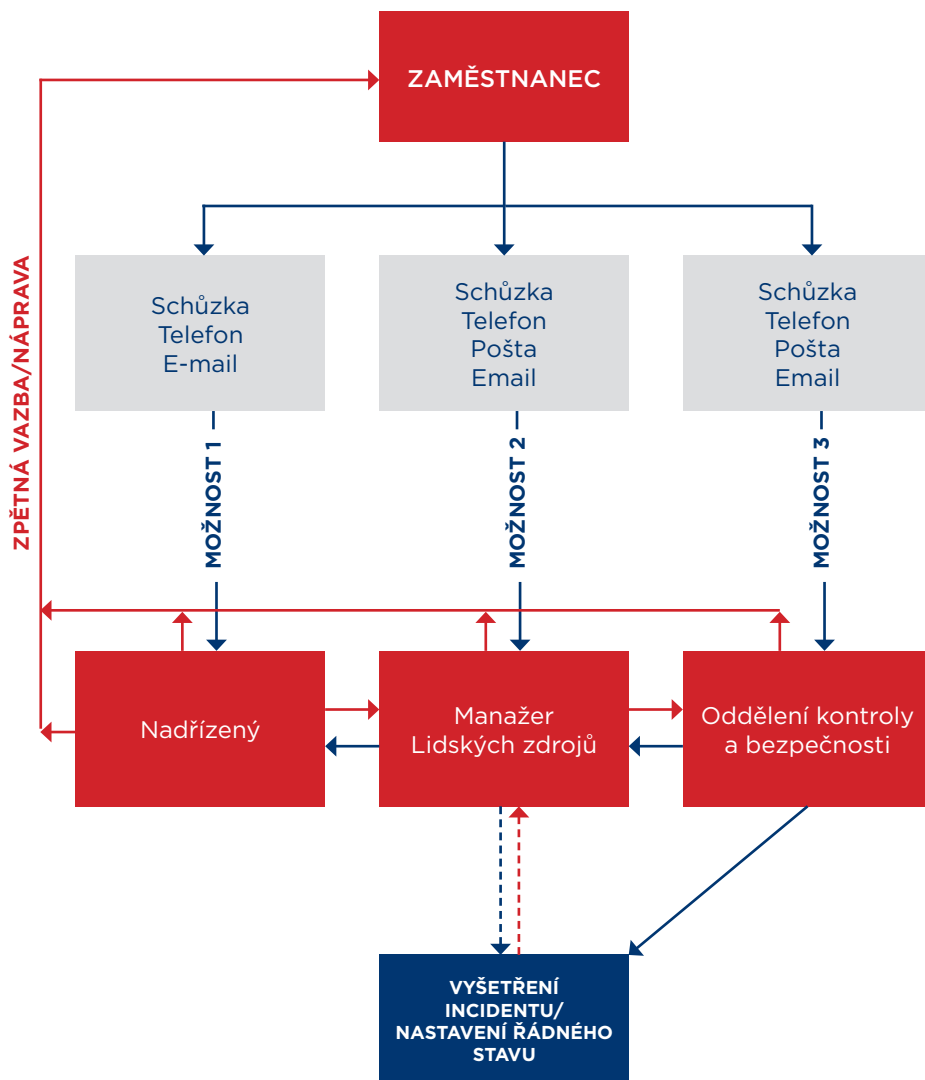 ZAMĚSTNANEC
ZPĚTNÁ VAZBA/NÁPRAVA
Schůzka
Telefon
E-mail
Schůzka
Telefon
Pošta
Email
Schůzka
Telefon
Pošta
Email
MOŽNOST 1
MOŽNOST 2
MOŽNOST 3
Nadřízený
Manažer
Lidských zdrojů
Oddělení kontroly
a bezpečnosti
VYŠETŘENÍ
INCIDENTU/
NASTAVENÍ ŘÁDNÉHO
STAVU